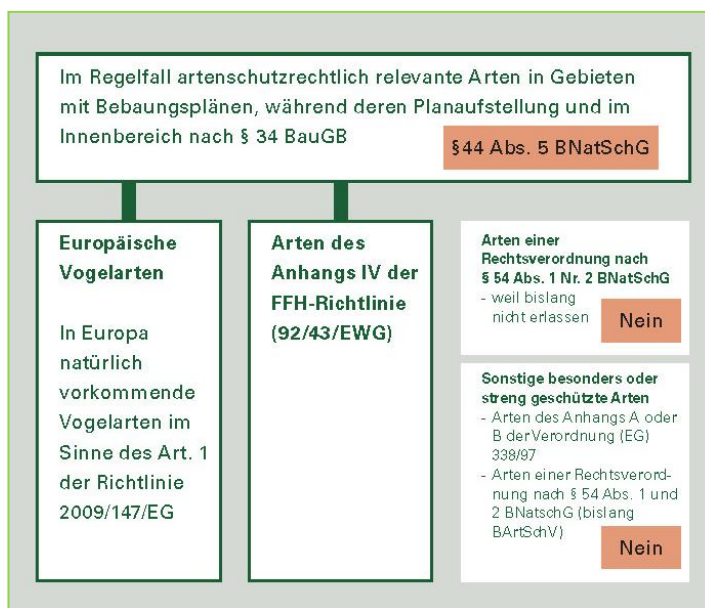 Im Regelfall artenschutzrechtlich relevante Arten in Gebieten
mit Bebaungsplänen, während deren Planaufstellung und im
Innenbereich nach § 34 BauGB
§44 Abs. 5 BNatSchG
Europäische
Vogelarten
In Europa
natürlich
vorkommende
Vogelarten im
Sinne des Art. 1
der Richtlinie
2009/147/EG
Arten des
Anhangs IV der
FFH-Richtlinie
(92/43/EWG)
Arten einer
Rechtsverordnung nach
§ 54 Abs. 1 Nr. 2 BNatSchG
- weil bislang
nicht erlassen
Nein
Sonstige besonders oder
streng geschützte Arten
- Arten des Anhangs A oder
B der Verordnung (EG)
338/97
- Arten einer Rechtsverord-
nung nach § 54 Abs. 1 und
2 BNatschG (bislang
BArtSchV)
Nein